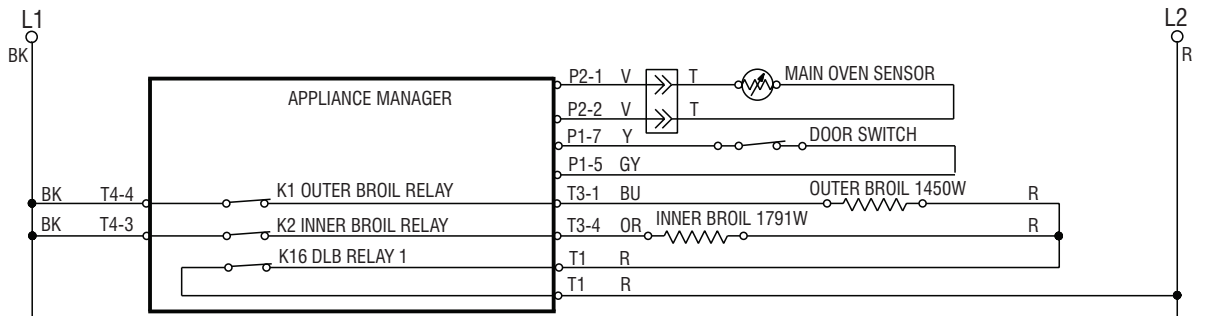 L1 L2
BK R
P2-1 V T MAIN OVEN SENSOR
APPLIANCE MANAGER
P2-2 V T
P1-7 Y DOOR SWITCH
P1-5 GY
BK T4-4 K1 OUTER BROIL RELAY T3-1 BU OUTER BROIL 1450W R
BK T4-3 K2 INNER BROIL RELAY T3-4 OR INNER BROIL 1791W R
K16 DLB RELAY 1 T1 R
T1 R